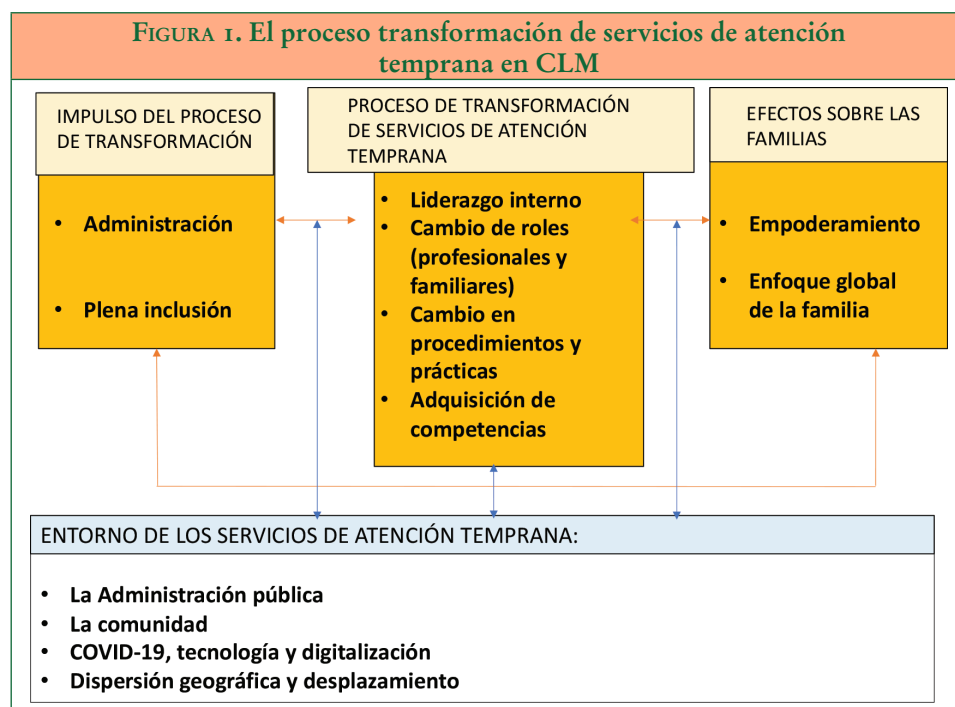 FIGURA 1. El proceso transformación de servicios de atención
temprana en CLM
IMPULSO DEL PROCESO
DE TRANSFORMACIÓN
• Administración
• Plena inclusión
PROCESO DE TRANSFORMACIÓN
DE SERVICIOS DE ATENCIÓN
TEMPRANA
• Liderazgo interno
• Cambio de roles
(profesionales y
familiares)
• Cambio en
procedimientos y
prácticas
• Adquisición de
competencias
EFECTOS SOBRE LAS
FAMILIAS
• Empoderamiento
• Enfoque global
de la familia
ENTORNO DE LOS SERVICIOS DE ATENCIÓN TEMPRANA:
• La Administración pública
• La comunidad
• COVID-19, tecnología y digitalización
• Dispersión geográfica y desplazamiento